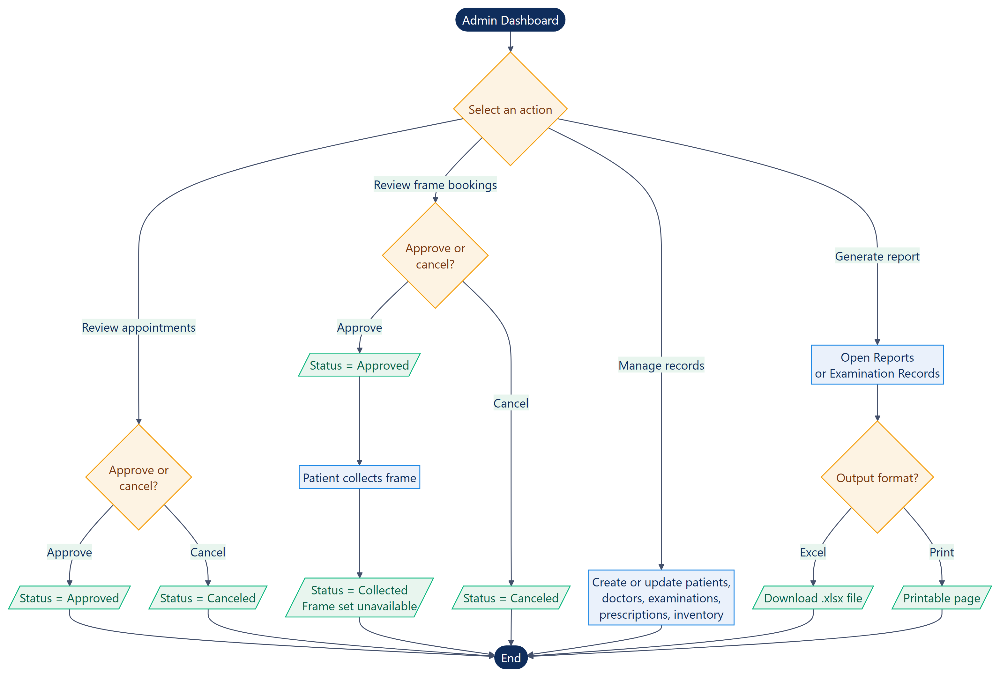 Admin Dashboard
Select an action
Review frame bookings
Approve or
cancel?
Generate report
Review appointments
Approve
Status = Approved
Manage records
Open Reports
or Examination Records
Cancel
Approve or
cancel?
Patient collects frame
Output format?
Approve
Cancel
Excel
Print
Status = Approved
Status = Canceled
Status = Collected
Frame set unavailable
Status = Canceled
Create or update patients,
doctors, examinations,
prescriptions, inventory
Download .xlsx file
Printable page
End